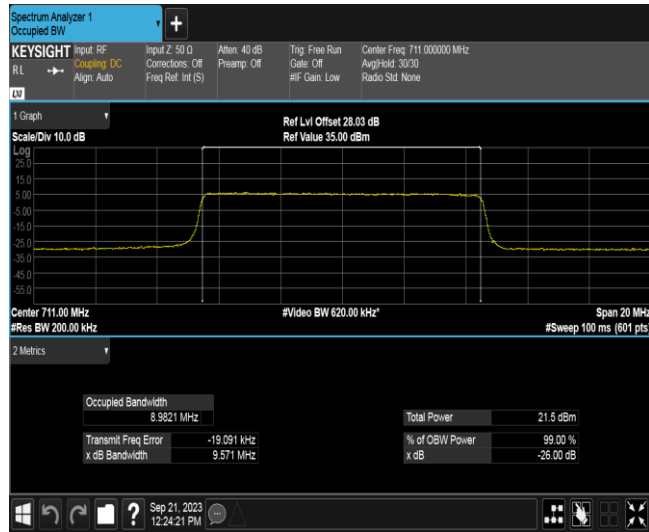 Spectrum Analyzer 1
Occupied BW
KEYSIGHT
RL
LXI
Input: RF
Coupling: DC
Align: Auto
Input Z: 50 Ω
Corrections: Off
Freq Ref: Int (S)
Atten: 40 dB
Preamp: Off
Trig: Free Run
Gate: Off
#IF Gain: Low
Center Freq: 711.000000 MHz
Avg|Hold: 30/30
Radio Std: None
1 Graph
Scale/Div 10.0 dB
Ref Lvl Offset 28.03 dB
Ref Value 35.00 dBm
Log
25.0
15.0
5.00
-5.00
-15.0
-25.0
-35.0
-45.0
-55.0
Center 711.00 MHz
#Res BW 200.00 kHz
#Video BW 620.00 kHz*
Span 20 MHz
#Sweep 100 ms (601 pts)
2 Metrics
Occupied Bandwidth
8.9821 MHz
Transmit Freq Error -19.091 kHz
x dB Bandwidth 9.571 MHz
Total Power 21.5 dBm
% of OBW Power 99.00 %
x dB -26.00 dB
?
Sep 21, 2023
12:24:21 PM